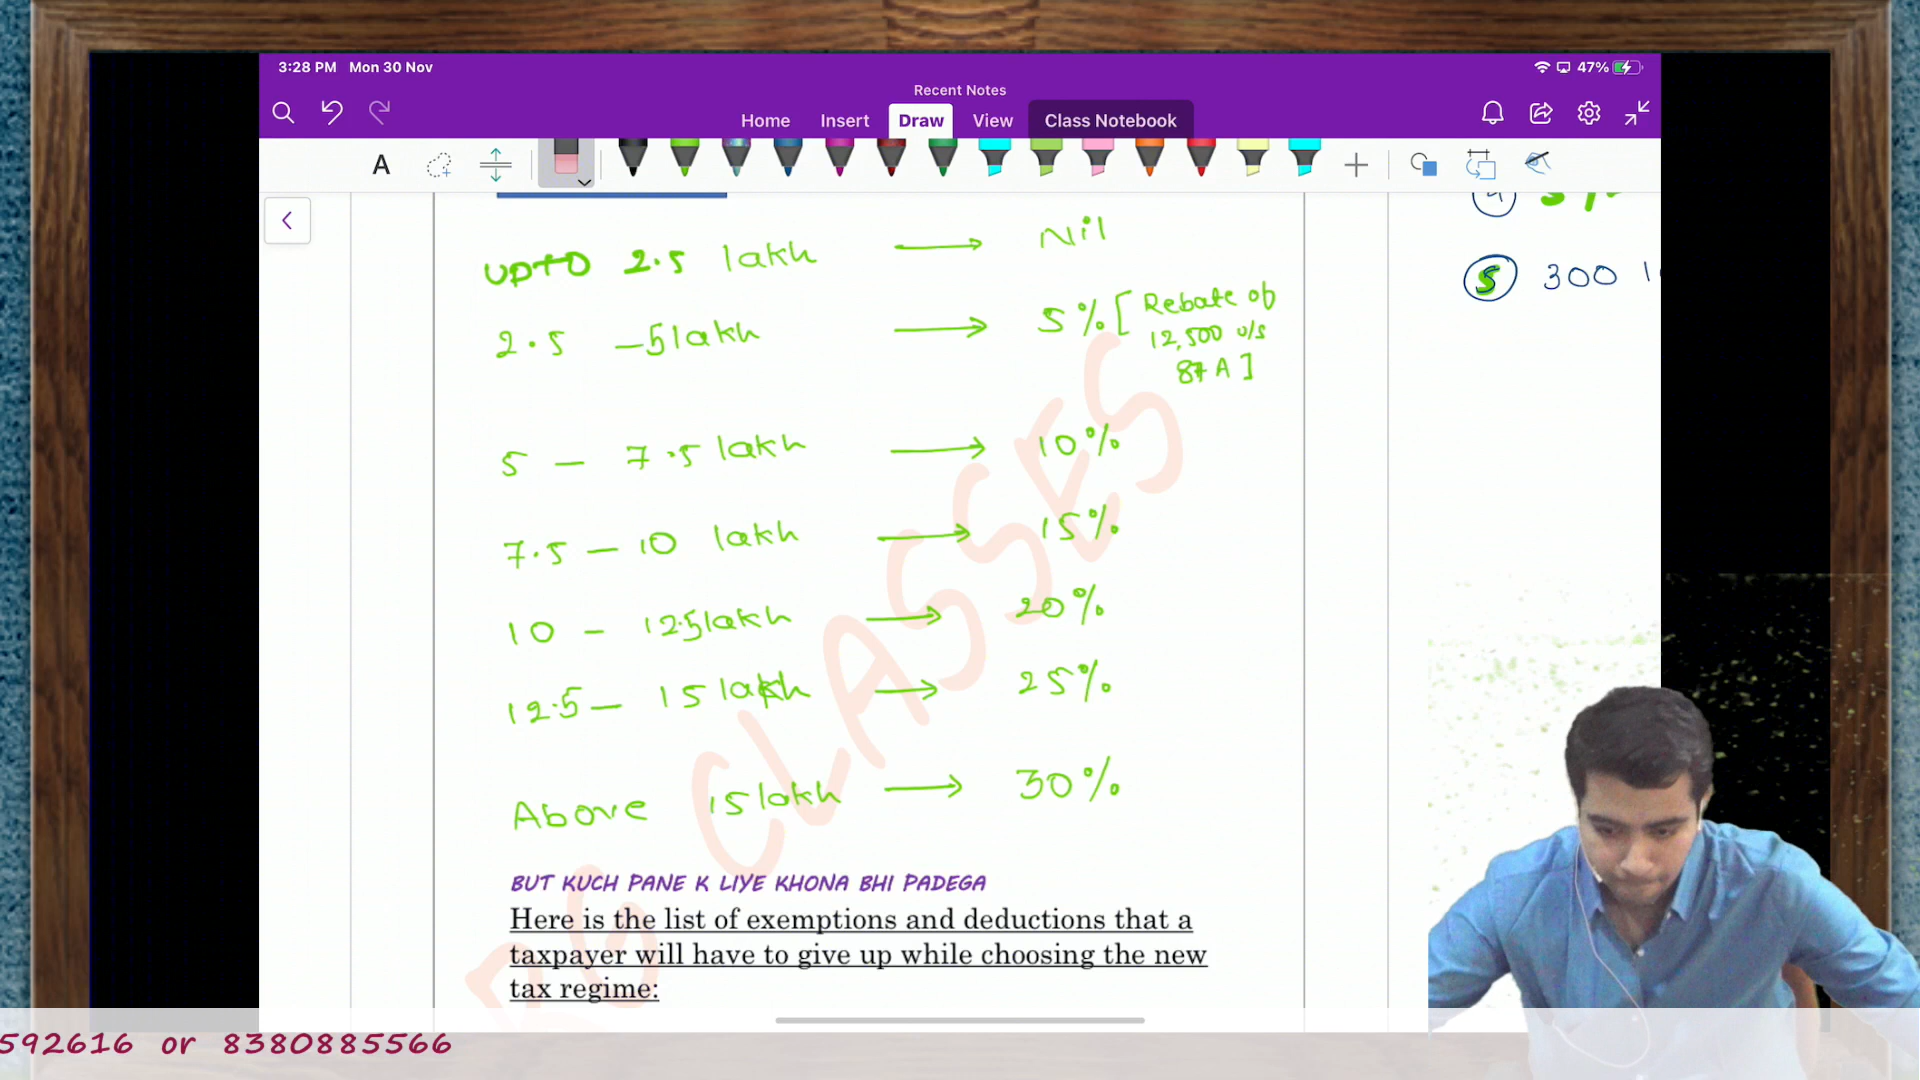 3:28 PM Mon 30 Nov
47%
Recent Notes
Home Insert Draw View Class Notebook
A
UPTO 2.5 lakh → Nil
2.5 – 5 lakh → 5% [Rebate of
12,500 u/s
87A]
5 – 7.5 lakh → 10%
7.5 – 10 lakh → 15%
10 – 12.5 lakh → 20%
12.5 – 15 lakh → 25%
Above 15 lakh → 30%
BUT KUCH PANE K LIYE KHONA BHI PADEGA
Here is the list of exemptions and deductions that a
taxpayer will have to give up while choosing the new
tax regime:
5 300
CLASSES
592616 or 8380885566